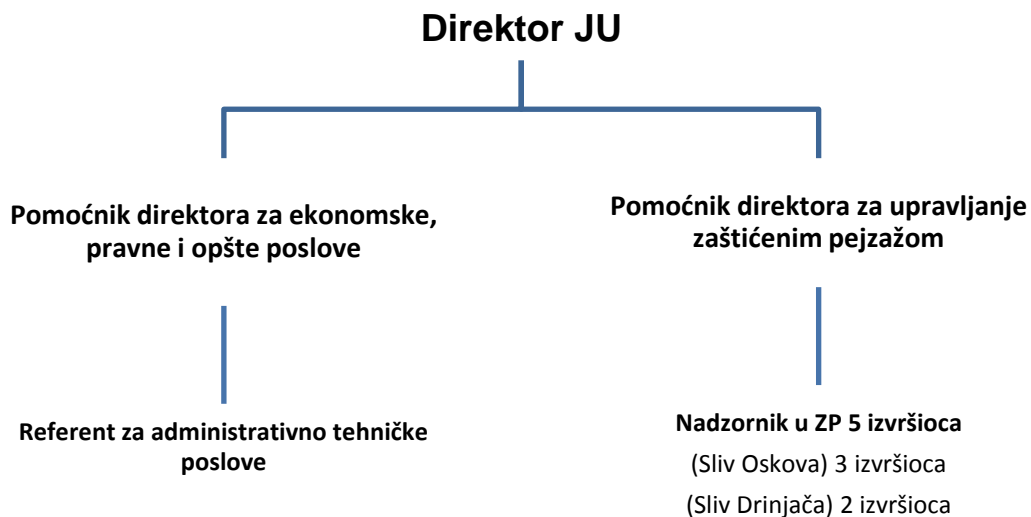 Direktor JU
Pomoćnik direktora za ekonomske,
pravne i opšte poslove
Pomoćnik direktora za upravljanje
zaštićenim pejzažom
Referent za administrativno tehničke
poslove
Nadzornik u ZP 5 izvršioca
(Sliv Oskova) 3 izvršioca
(Sliv Drinjača) 2 izvršioca